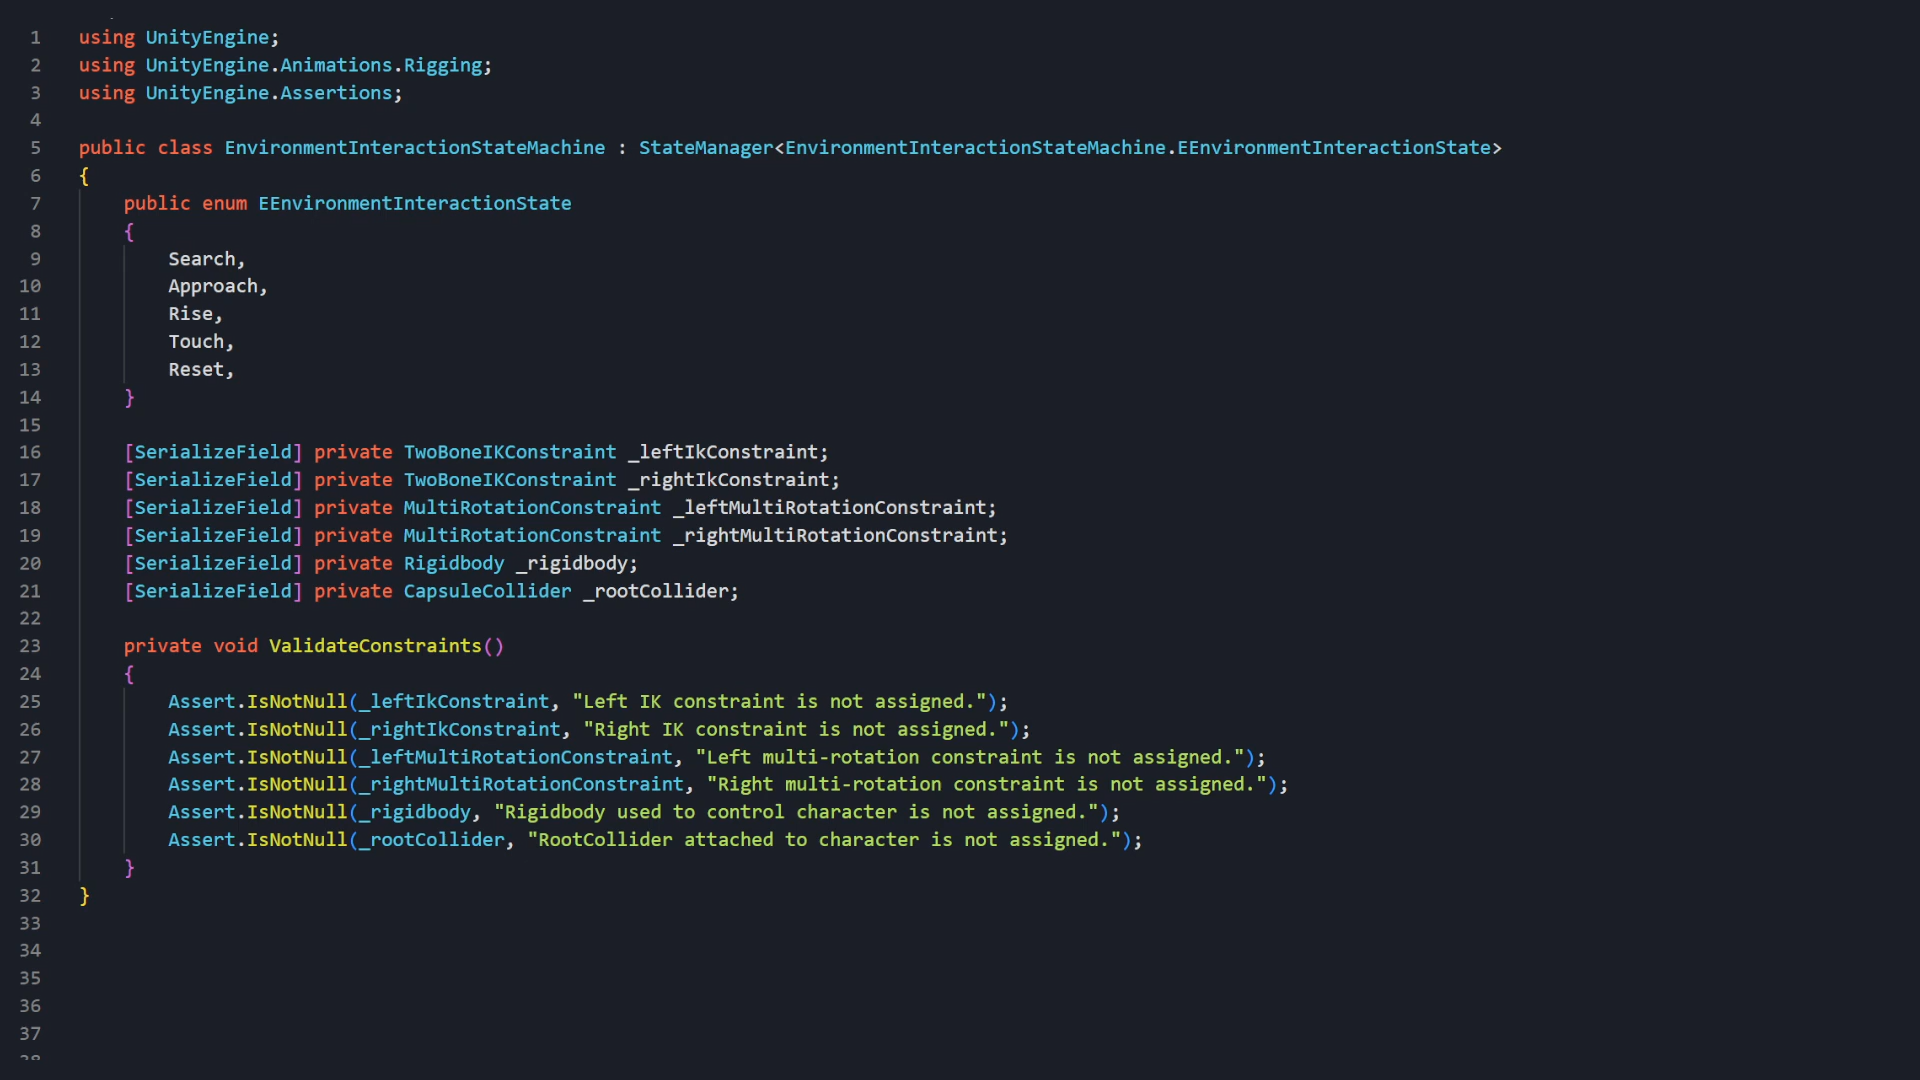 1 using UnityEngine;
2 using UnityEngine.Animations.Rigging;
3 using UnityEngine.Assertions;
4
5 public class EnvironmentInteractionStateMachine : StateManager<EnvironmentInteractionStateMachine.EEnvironmentInteractionState>
6 {
7     public enum EEnvironmentInteractionState
8     {
9         Search,
10         Approach,
11         Rise,
12         Touch,
13         Reset,
14     }
15
16     [SerializeField] private TwoBoneIKConstraint _leftIkConstraint;
17     [SerializeField] private TwoBoneIKConstraint _rightIkConstraint;
18     [SerializeField] private MultiRotationConstraint _leftMultiRotationConstraint;
19     [SerializeField] private MultiRotationConstraint _rightMultiRotationConstraint;
20     [SerializeField] private Rigidbody _rigidbody;
21     [SerializeField] private CapsuleCollider _rootCollider;
22
23     private void ValidateConstraints()
24     {
25         Assert.IsNotNull(_leftIkConstraint, "Left IK constraint is not assigned.");
26         Assert.IsNotNull(_rightIkConstraint, "Right IK constraint is not assigned.");
27         Assert.IsNotNull(_leftMultiRotationConstraint, "Left multi-rotation constraint is not assigned.");
28         Assert.IsNotNull(_rightMultiRotationConstraint, "Right multi-rotation constraint is not assigned.");
29         Assert.IsNotNull(_rigidbody, "Rigidbody used to control character is not assigned.");
30         Assert.IsNotNull(_rootCollider, "RootCollider attached to character is not assigned.");
31     }
32 }
33
34
35
36
37
38